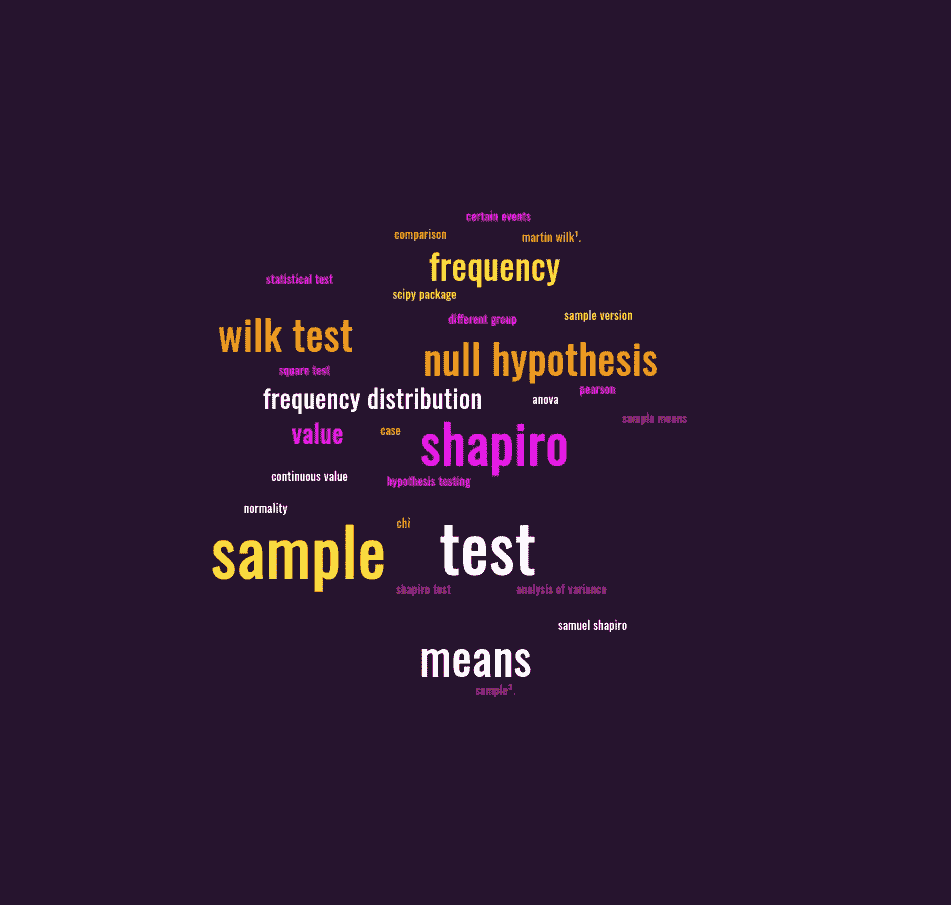 certain events
comparison
martin wilk¹.
frequency
statistical test
scipy package
sample version
different group
wilk test
null hypothesis
square test
pearson
frequency distribution
anova
sample means
value
case
shapiro
continuous value
hypothesis testing
normality
chi
sample
test
shapiro test
analysis of variance
samuel shapiro
means
sample².